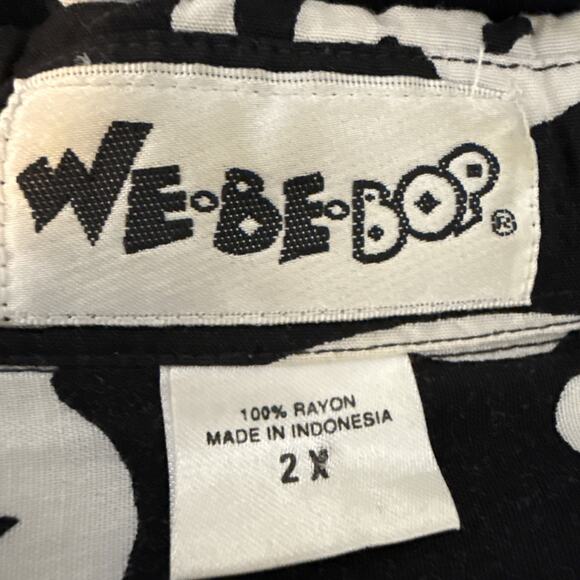 WE•BE•BOP®
100% RAYON
MADE IN INDONESIA
2X